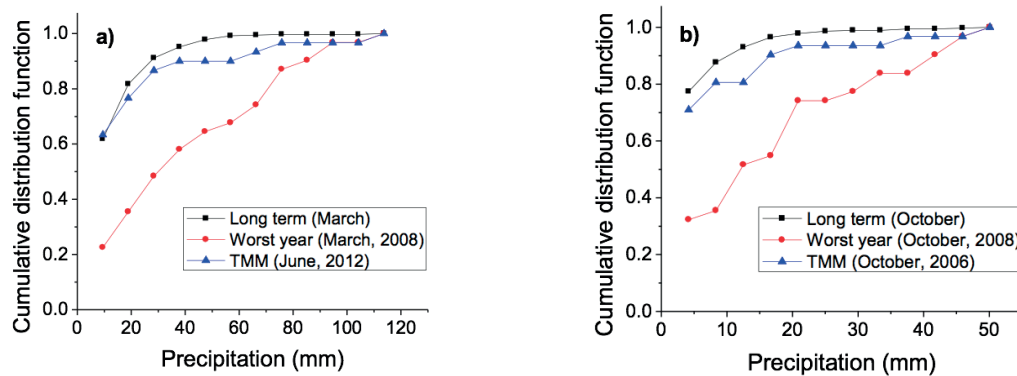 a)
Cumulative distribution function
1.0
0.8
0.6
0.4
0.2
0.0
Long term (March)
Worst year (March, 2008)
TMM (June, 2012)
0 20 40 60 80 100 120
Precipitation (mm)
b)
Cumulative distribution function
1.0
0.8
0.6
0.4
0.2
0.0
Long term (October)
Worst year (October, 2008)
TMM (October, 2006)
0 10 20 30 40 50
Precipitation (mm)